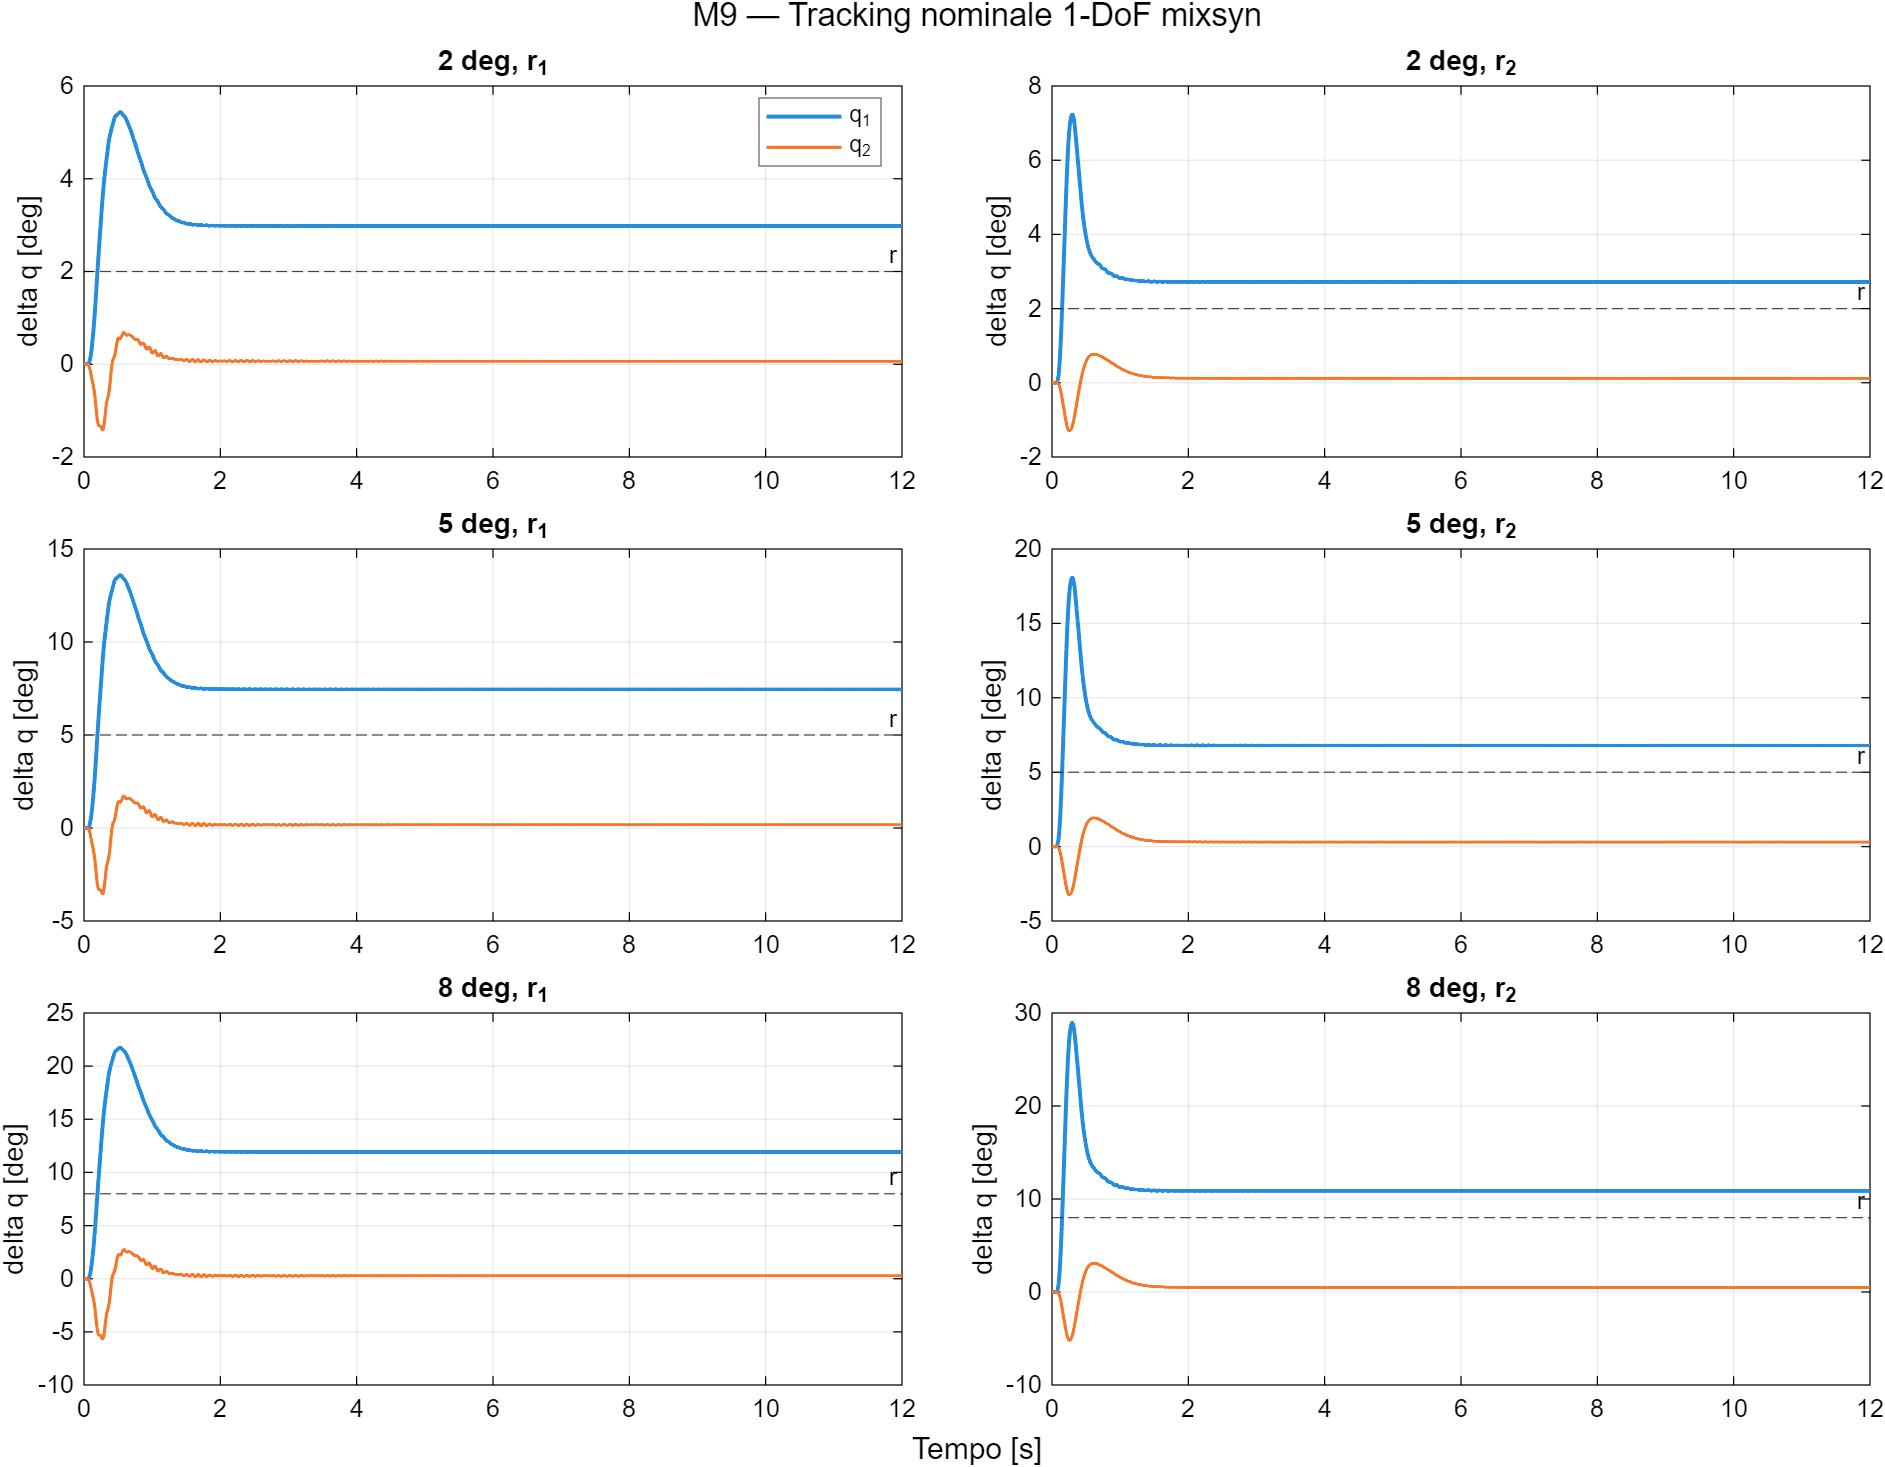 M9 — Tracking nominale 1-DoF mixsyn
2 deg, r1
delta q [deg]
6
4
2
0
-2
q1
q2
r
0 2 4 6 8 10 12
2 deg, r2
delta q [deg]
8
6
4
2
0
-2
r
0 2 4 6 8 10 12
5 deg, r1
delta q [deg]
15
10
5
0
-5
r
0 2 4 6 8 10 12
5 deg, r2
delta q [deg]
20
15
10
5
0
-5
r
0 2 4 6 8 10 12
8 deg, r1
delta q [deg]
25
20
15
10
5
0
-5
-10
r
0 2 4 6 8 10 12
8 deg, r2
delta q [deg]
30
20
10
0
-10
r
0 2 4 6 8 10 12
Tempo [s]